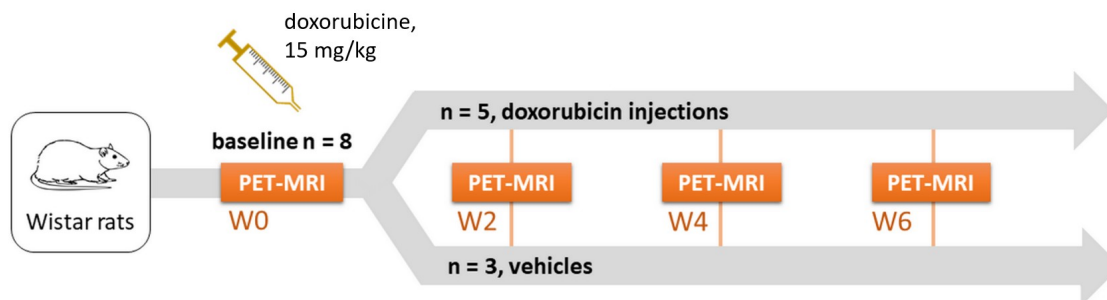 doxorubicine,
15 mg/kg
n = 5, doxorubicin injections
baseline n = 8
PET-MRI
PET-MRI
PET-MRI
PET-MRI
Wistar rats
W0
W2
W4
W6
n = 3, vehicles